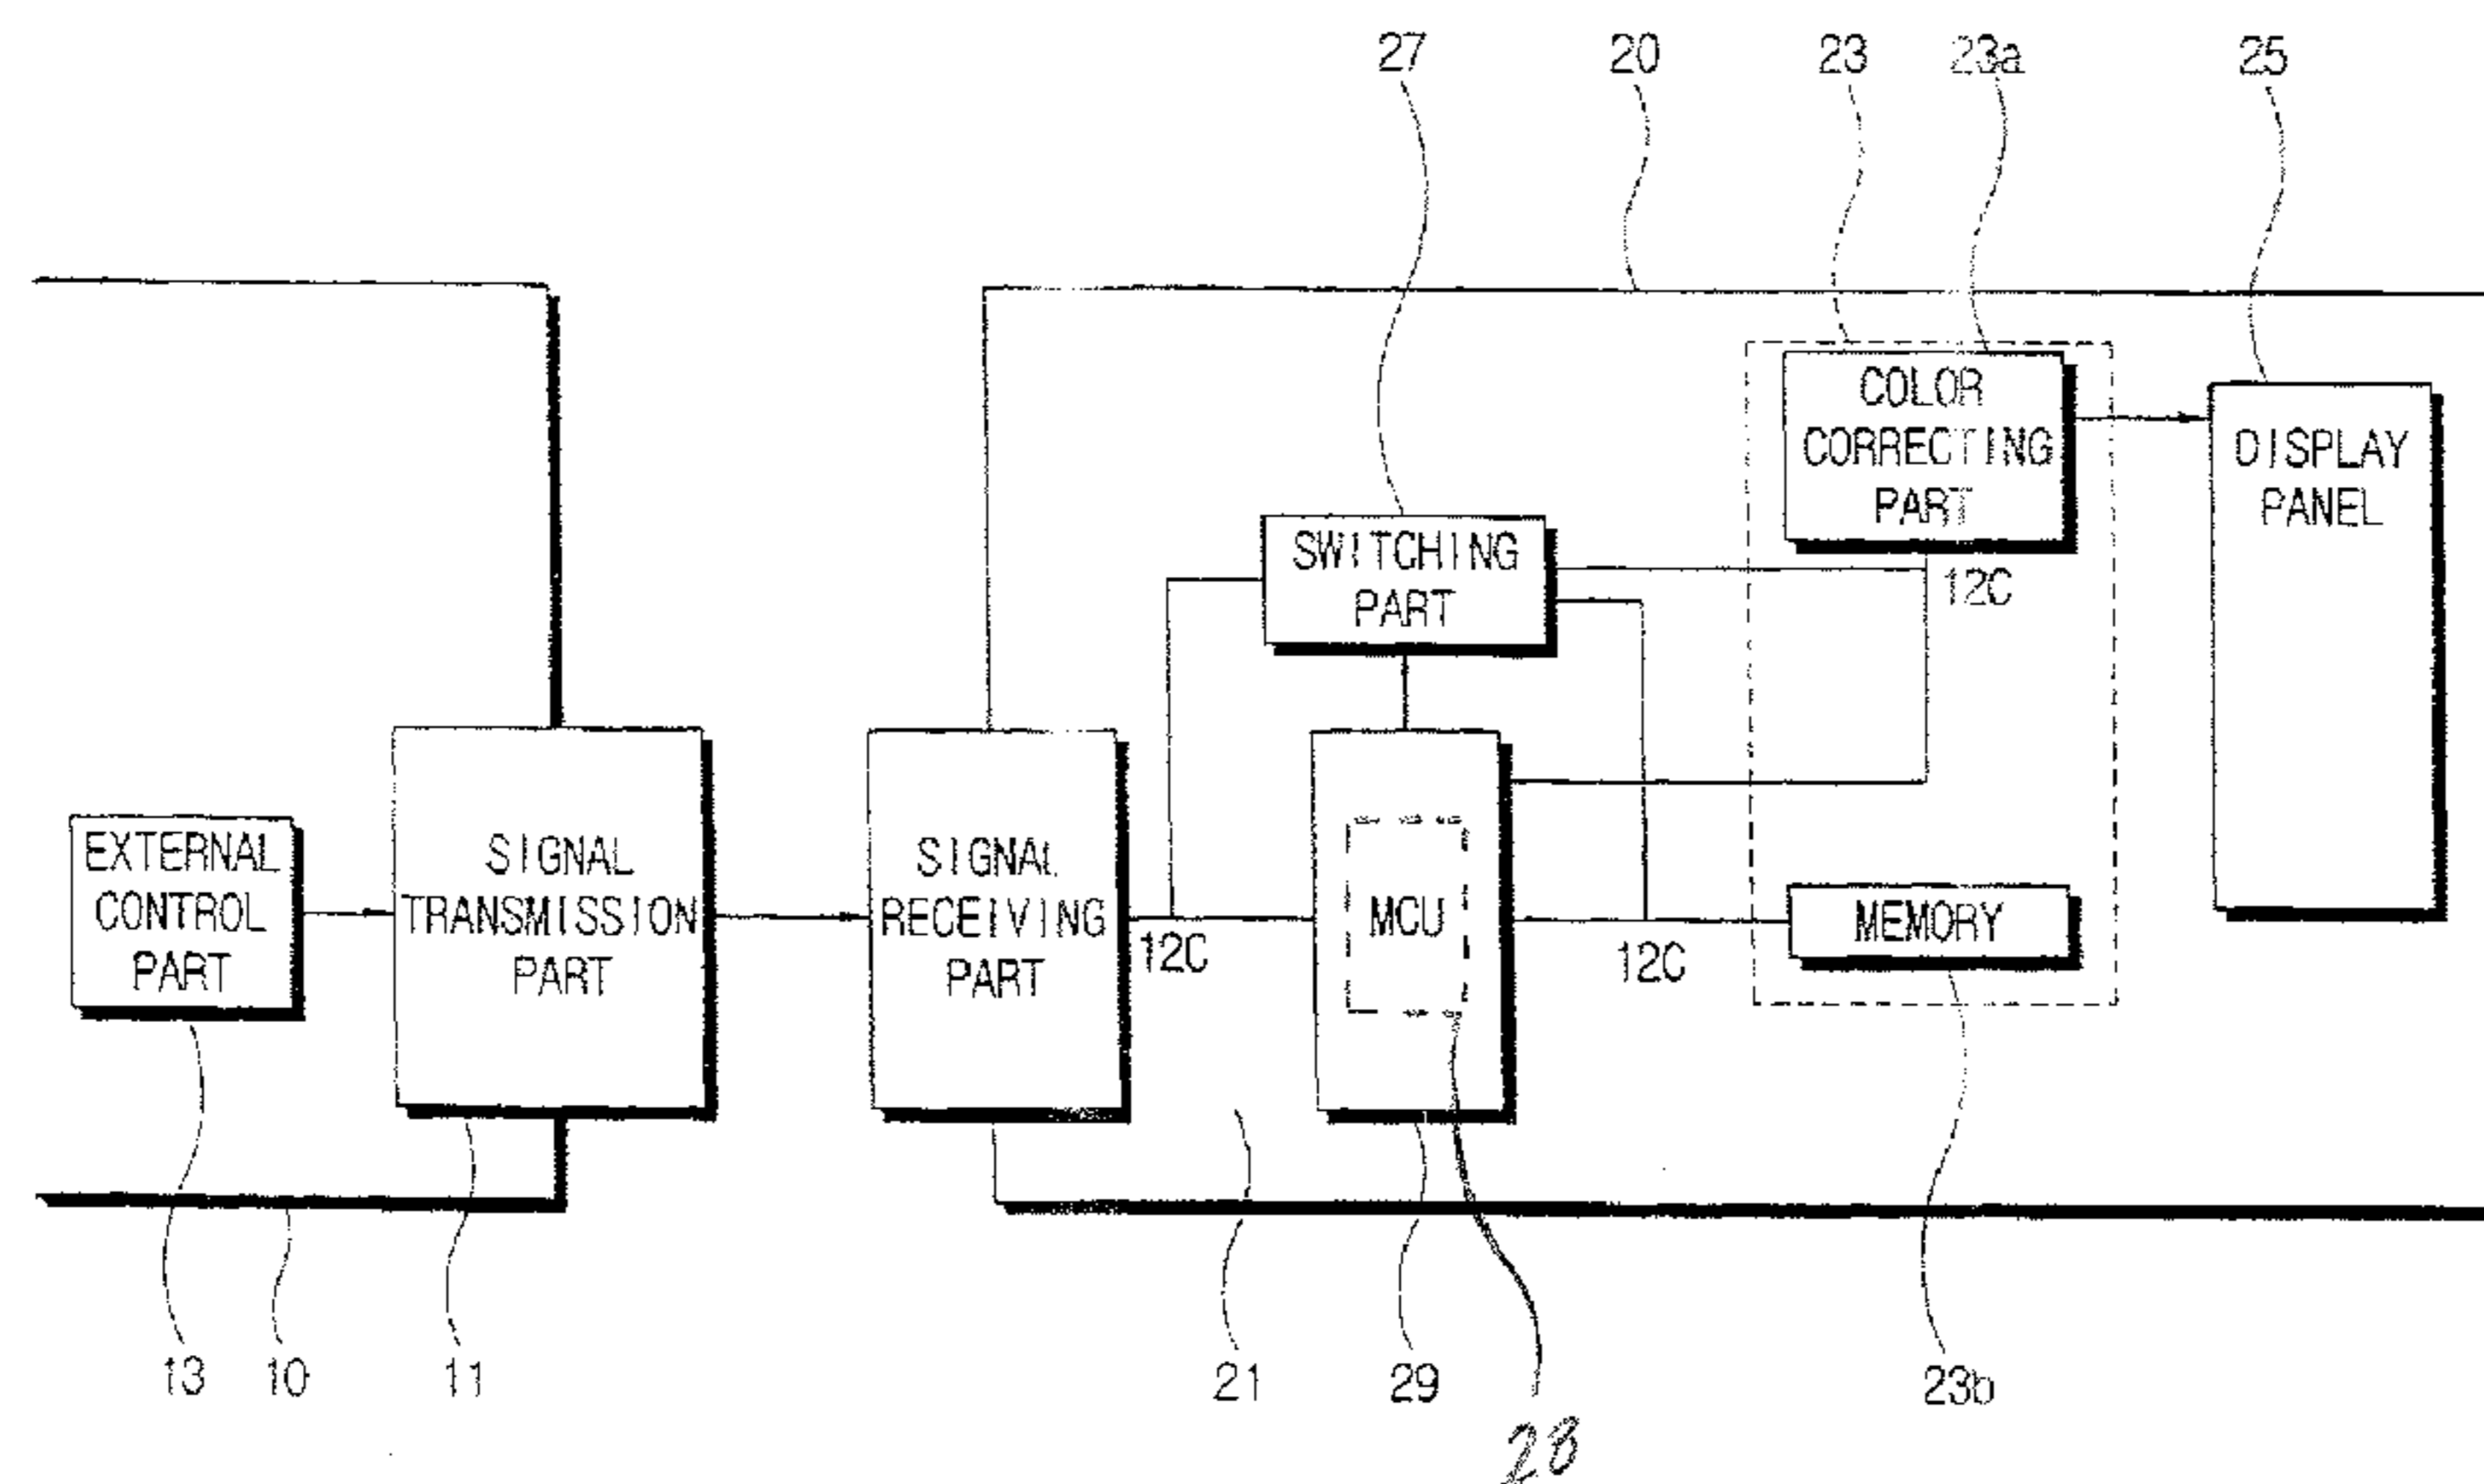 27 20 23 23a 25
COLOR
CORRECTING
PART
DISPLAY
PANEL
SWITCHING
PART
12C
EXTERNAL
CONTROL
PART
SIGNAL
TRANSMISSION
PART
SIGNAL
RECEIVING
PART
12C
MCU
12C
MEMORY
13 10 11 21 29 23b
28